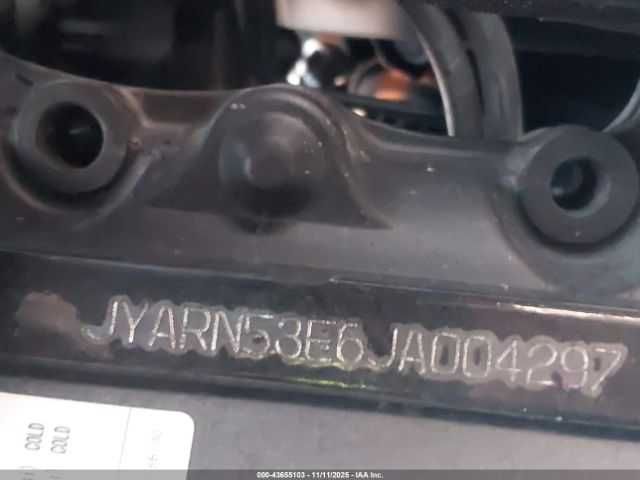 JYARN53E6JA004297
COLD
COLD
000-43655103 - 11/11/2025 - IAA Inc.